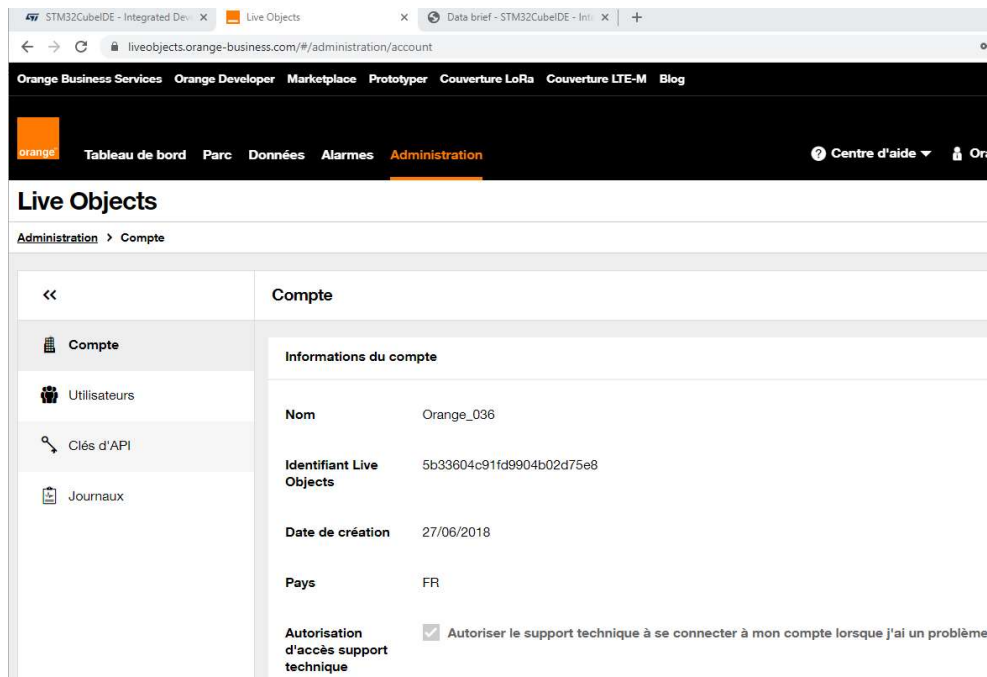 STM32CubeIDE - Integrated Dev
Live Objects
Data brief - STM32CubeIDE - Int
liveobjects.orange-business.com/#/administration/account
Orange Business Services Orange Developer Marketplace Prototyper Couverture LoRa Couverture LTE-M Blog
orange
Tableau de bord Parc Données Alarmes Administration
Centre d'aide
Ora
Live Objects
Administration > Compte
Compte
Compte
Informations du compte
Utilisateurs
Nom Orange_036
Clés d'API
Identifiant Live
Objects
5b33604c91fd9904b02d75e8
Journaux
Date de création 27/06/2018
Pays FR
Autorisation
d'accès support
technique
Autoriser le support technique à se connecter à mon compte lorsque j'ai un problème